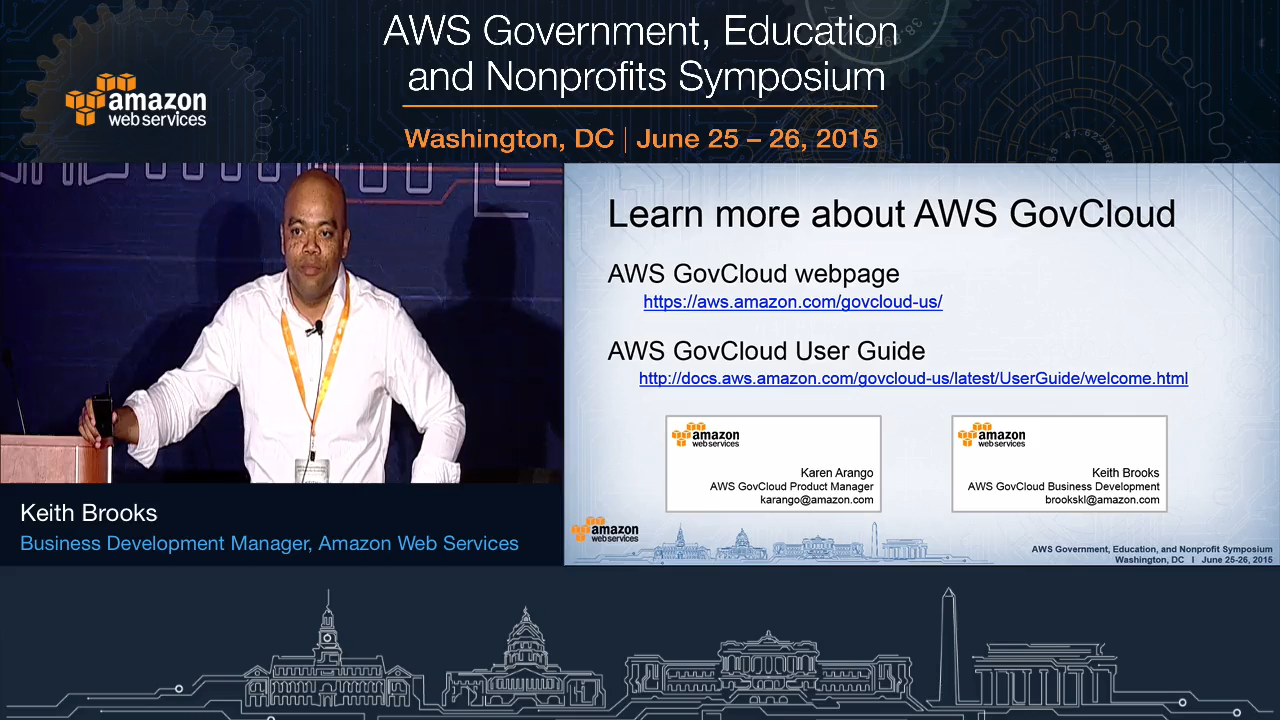 AWS Government, Education
and Nonprofits Symposium
amazon
web services
Washington, DC | June 25 – 26, 2015
Learn more about AWS GovCloud
AWS GovCloud webpage
https://aws.amazon.com/govcloud-us/
AWS GovCloud User Guide
http://docs.aws.amazon.com/govcloud-us/latest/UserGuide/welcome.html
amazon
web services
Karen Arango
AWS GovCloud Product Manager
karango@amazon.com
amazon
web services
Keith Brooks
AWS GovCloud Business Development
brookskl@amazon.com
amazon
web services
AWS Government, Education, and Nonprofit Symposium
Washington, DC | June 25-26, 2015
Keith Brooks
Business Development Manager, Amazon Web Services